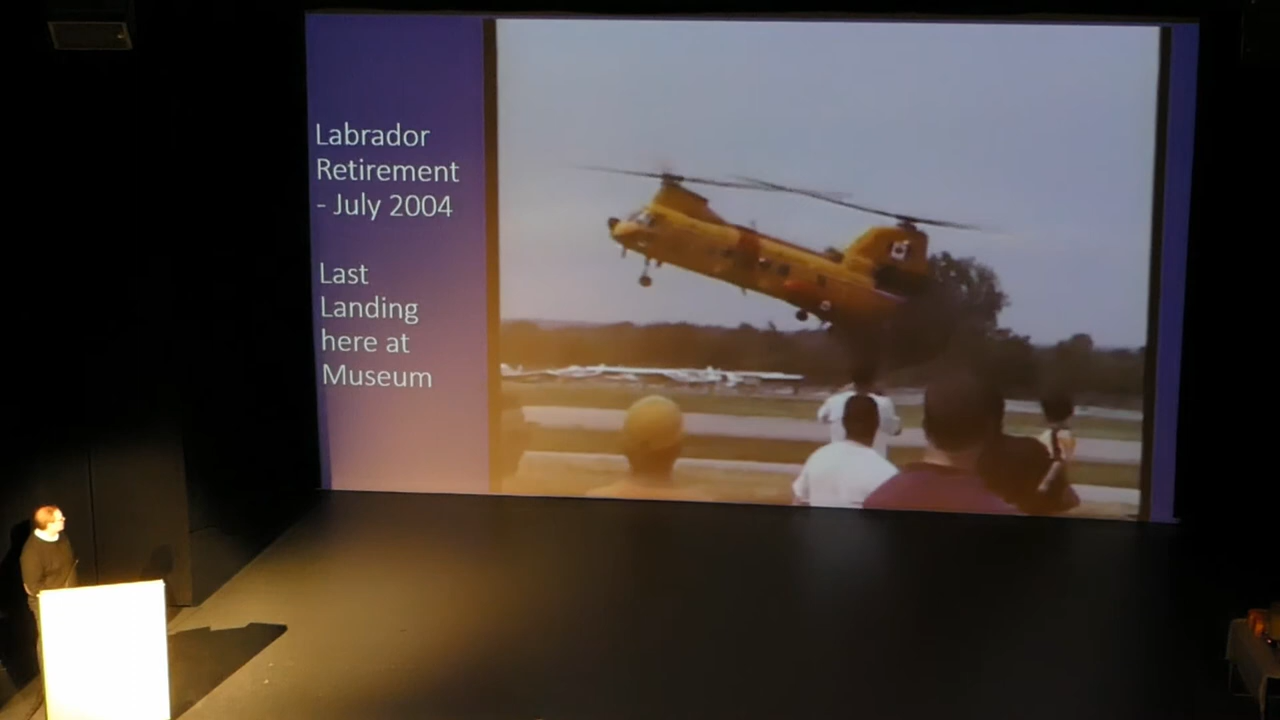 Labrador
Retirement
- July 2004
Last
Landing
here at
Museum